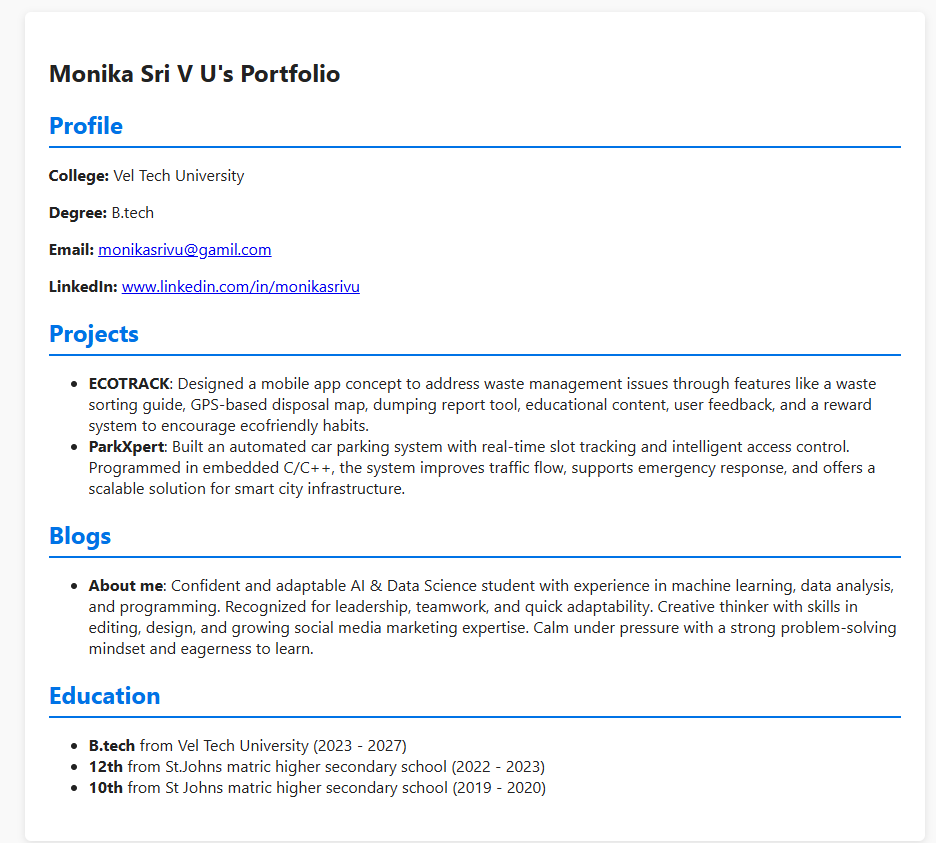 Monika Sri V U's Portfolio
Profile
College: Vel Tech University
Degree: B.tech
Email: monikasrivu@gamil.com
LinkedIn: www.linkedin.com/in/monikasrivu
Projects
• ECOTRACK: Designed a mobile app concept to address waste management issues through features like a waste
sorting guide, GPS-based disposal map, dumping report tool, educational content, user feedback, and a reward
system to encourage ecofriendly habits.
• ParkXpert: Built an automated car parking system with real-time slot tracking and intelligent access control.
Programmed in embedded C/C++, the system improves traffic flow, supports emergency response, and offers a
scalable solution for smart city infrastructure.
Blogs
• About me: Confident and adaptable AI & Data Science student with experience in machine learning, data analysis,
and programming. Recognized for leadership, teamwork, and quick adaptability. Creative thinker with skills in
editing, design, and growing social media marketing expertise. Calm under pressure with a strong problem-solving
mindset and eagerness to learn.
Education
• B.tech from Vel Tech University (2023 - 2027)
• 12th from St.Johns matric higher secondary school (2022 - 2023)
• 10th from St Johns matric higher secondary school (2019 - 2020)